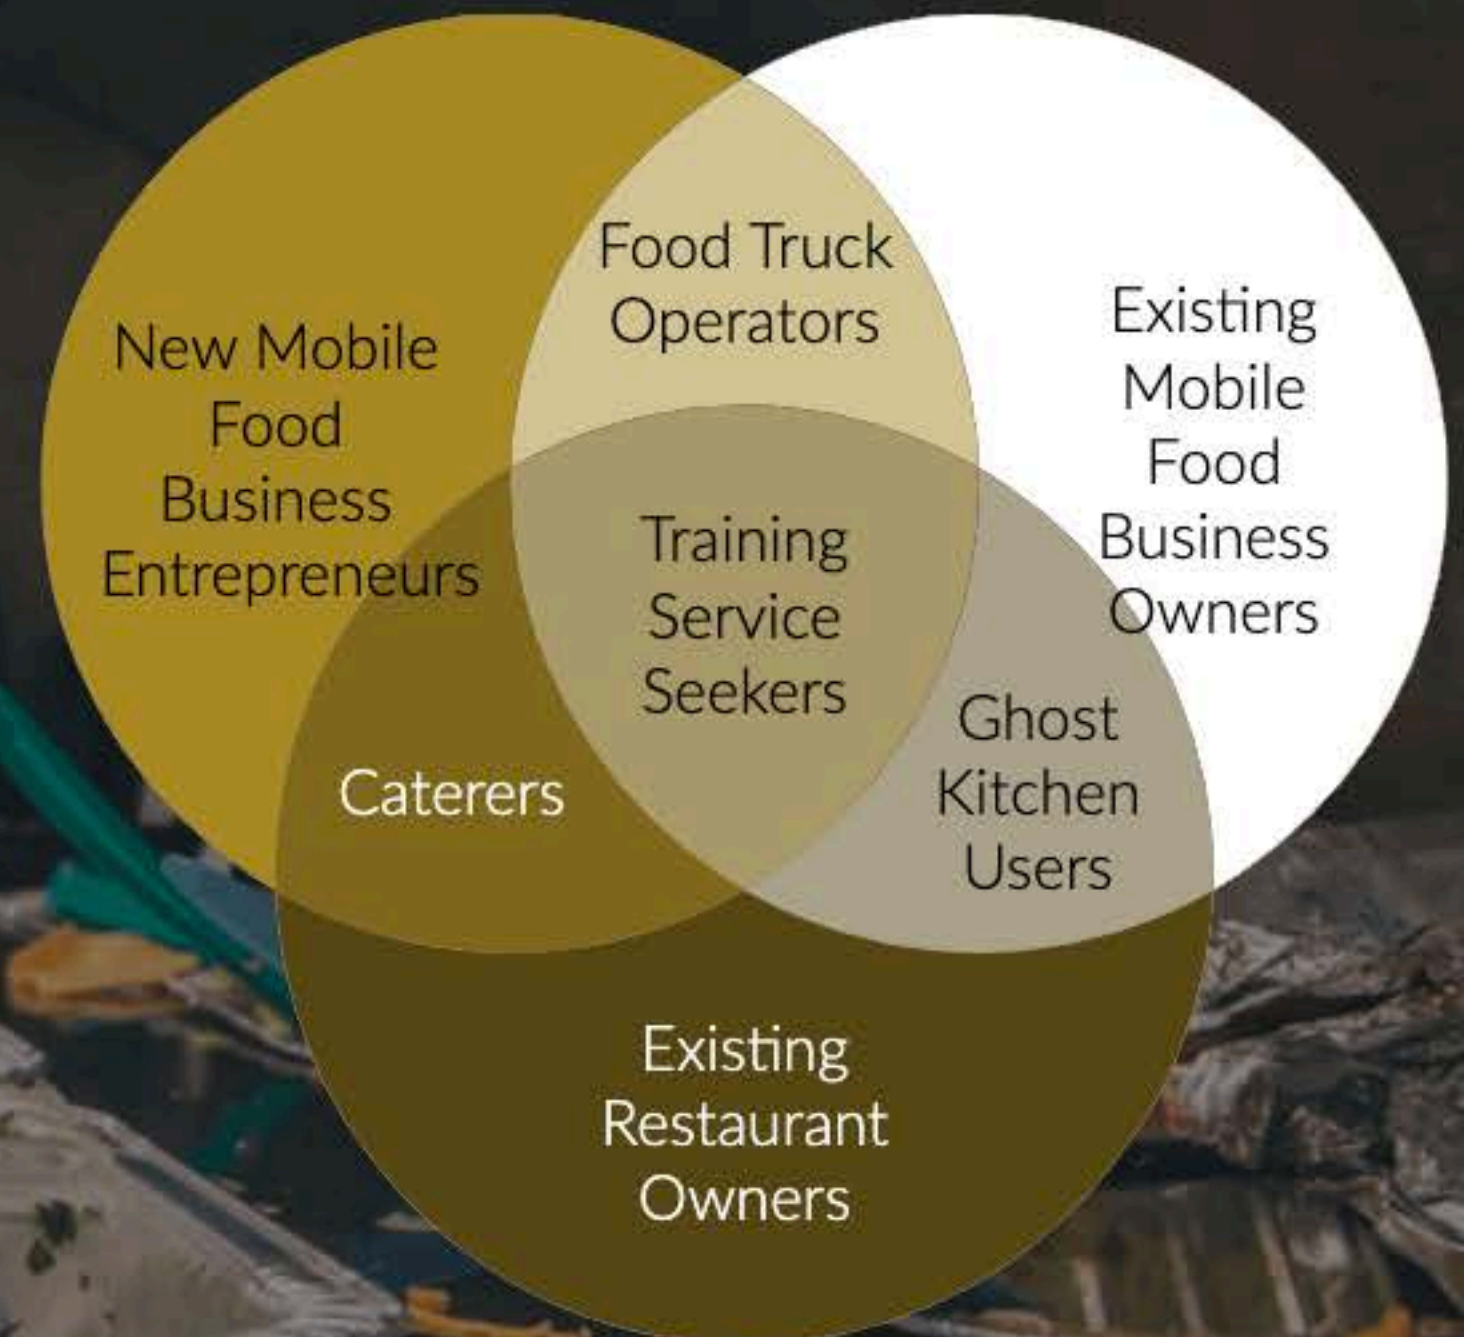 Food Truck
Operators
New Mobile
Food
Business
Entrepreneurs
Existing
Mobile
Food
Business
Owners
Training
Service
Seekers
Caterers
Ghost
Kitchen
Users
Existing
Restaurant
Owners